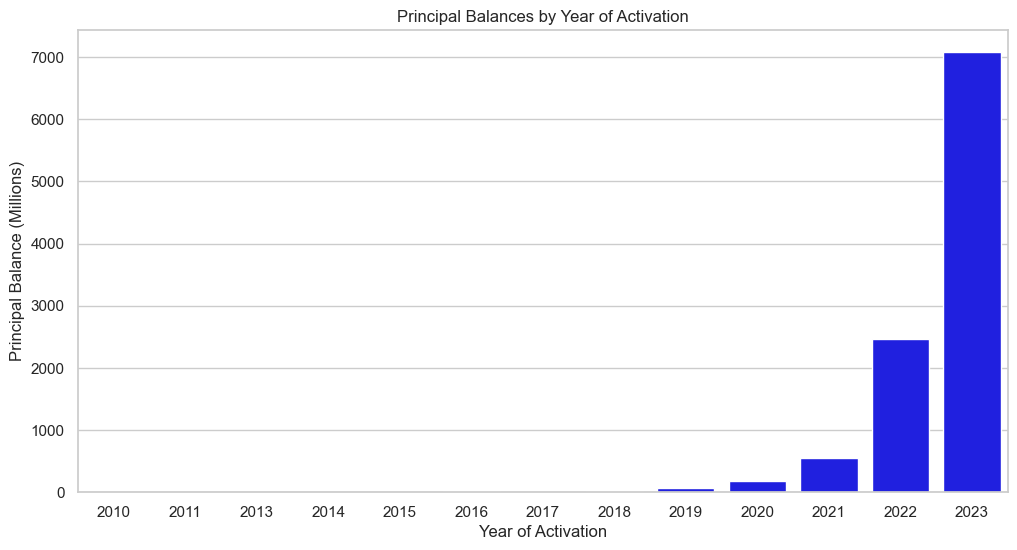 Principal Balances by Year of Activation
Principal Balance (Millions)
7000
6000
5000
4000
3000
2000
1000
0
2010 2011 2013 2014 2015 2016 2017 2018 2019 2020 2021 2022 2023
Year of Activation